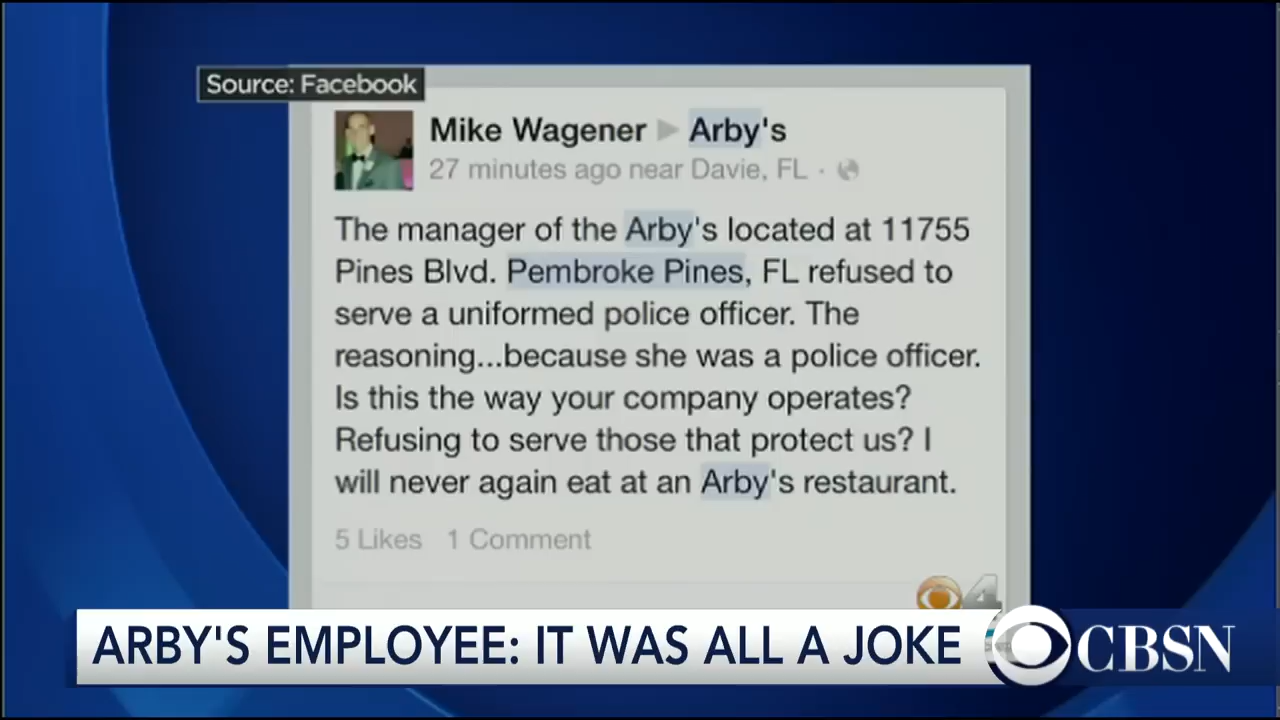 Source: Facebook
Mike Wagener ▶ Arby's
27 minutes ago near Davie, FL ·
The manager of the Arby's located at 11755
Pines Blvd. Pembroke Pines, FL refused to
serve a uniformed police officer. The
reasoning...because she was a police officer.
Is this the way your company operates?
Refusing to serve those that protect us? I
will never again eat at an Arby's restaurant.
5 Likes 1 Comment
4
ARBY'S EMPLOYEE: IT WAS ALL A JOKE
CBSN